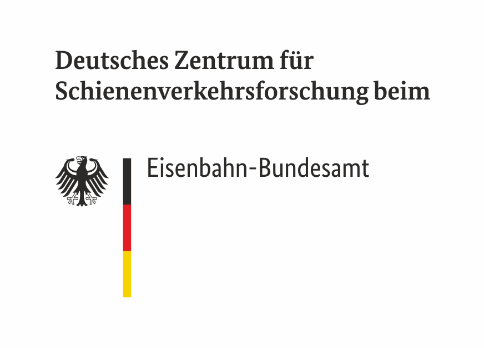 Deutsches Zentrum für
Schienenverkehrsforschung beim
Eisenbahn-Bundesamt